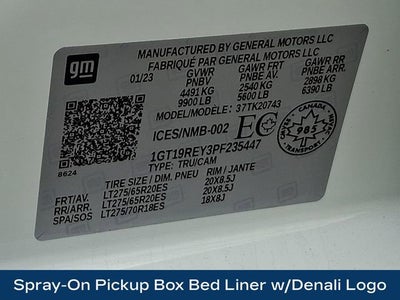 gm
MANUFACTURED BY GENERAL MOTORS LLC
FABRIQUÉ PAR GENERAL MOTORS LLC
01/23 GVWR GAWR FRT GAWR RR
PNBV PNBE AV. PNBE ARR
4491 KG 2540 KG 2898 KG
9900 LB 5600 LB 6390 LB
MODEL/MODÈLE: 37TK20743
ICES/NMB-002 EC
CANADA
985
TRANSPORT
1GT19REY3PF235447
8624
TYPE: TRU/CAM
TIRE SIZE / DIM. PNEU RIM / JANTE
FRT/AV. LT275/65R20ES 20X8.5J
RR/ARR. LT275/65R20ES 20X8.5J
SPA/SOS LT275/70R18ES 18X8J
Spray-On Pickup Box Bed Liner w/Denali Logo